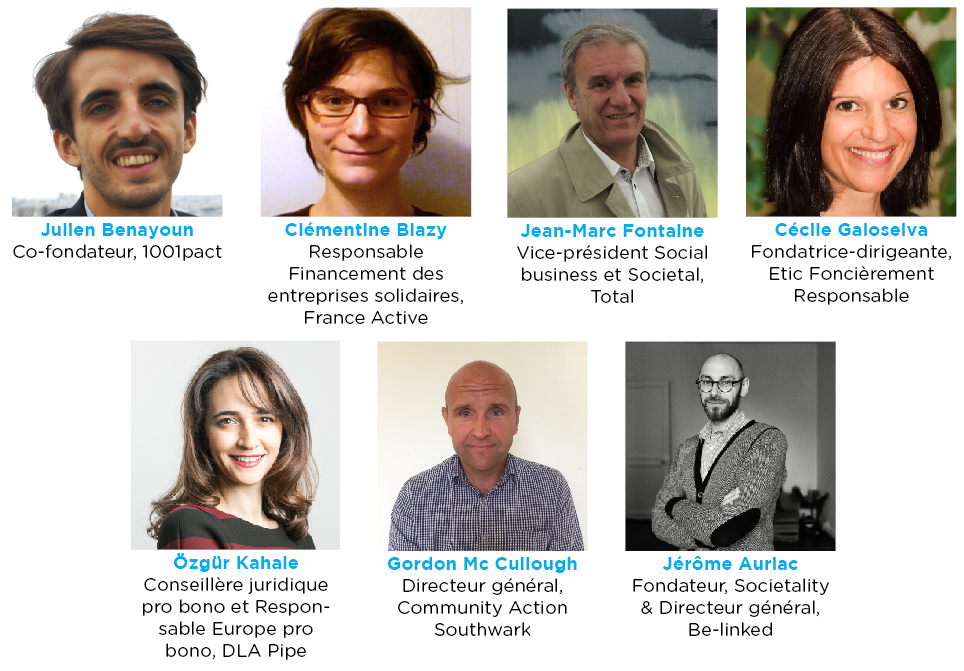 Julien Benayoun
Co-fondateur, 1001pact
Clémentine Blazy
Responsable
Financement des
entreprises solidaires,
France Active
Jean-Marc Fontaine
Vice-président Social
business et Societal,
Total
Cécile Galoselva
Fondatrice-dirigeante,
Etic Foncièrement
Responsable
Özgür Kahale
Conseillère juridique
pro bono et Respon-
sable Europe pro
bono, DLA Pipe
Gordon Mc Cullough
Directeur général,
Community Action
Southwark
Jérôme Auriac
Fondateur, Societality
& Directeur général,
Be-linked